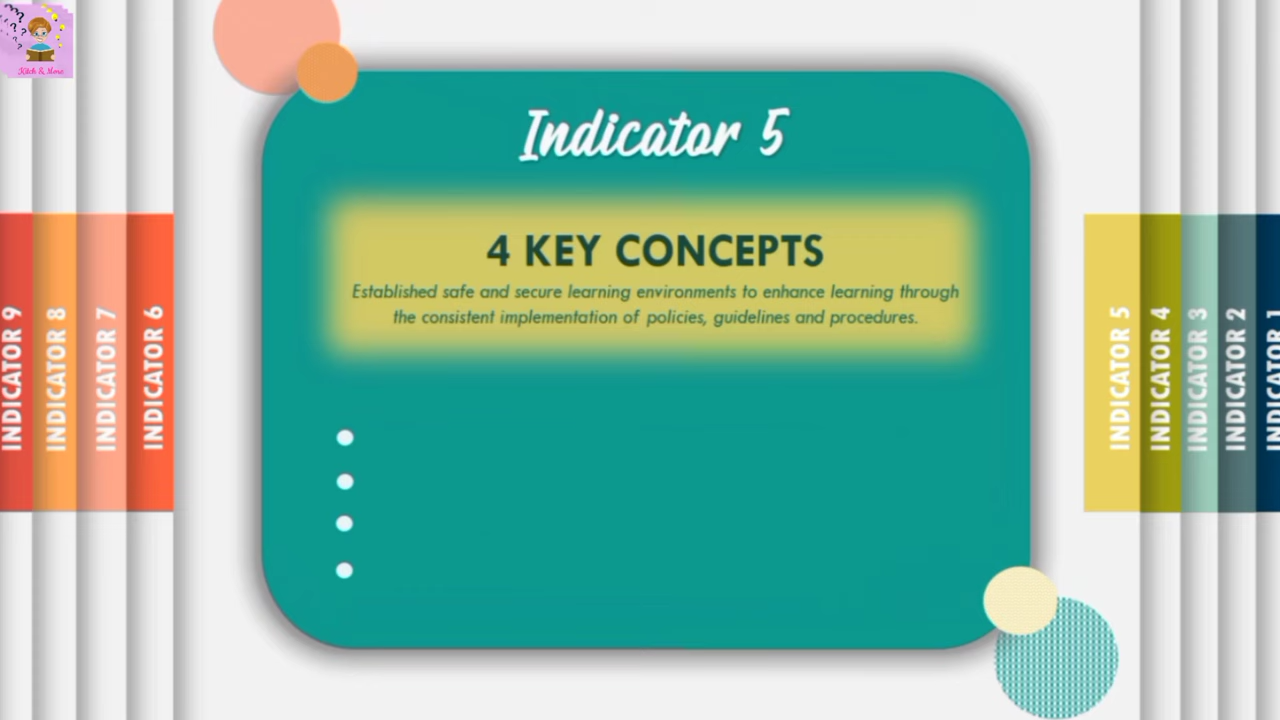 Kitch & More
Indicator 5
4 KEY CONCEPTS
Established safe and secure learning environments to enhance learning through
the consistent implementation of policies, guidelines and procedures.
INDICATOR 9
INDICATOR 8
INDICATOR 7
INDICATOR 6
INDICATOR 5
INDICATOR 4
INDICATOR 3
INDICATOR 2
INDICATOR 1